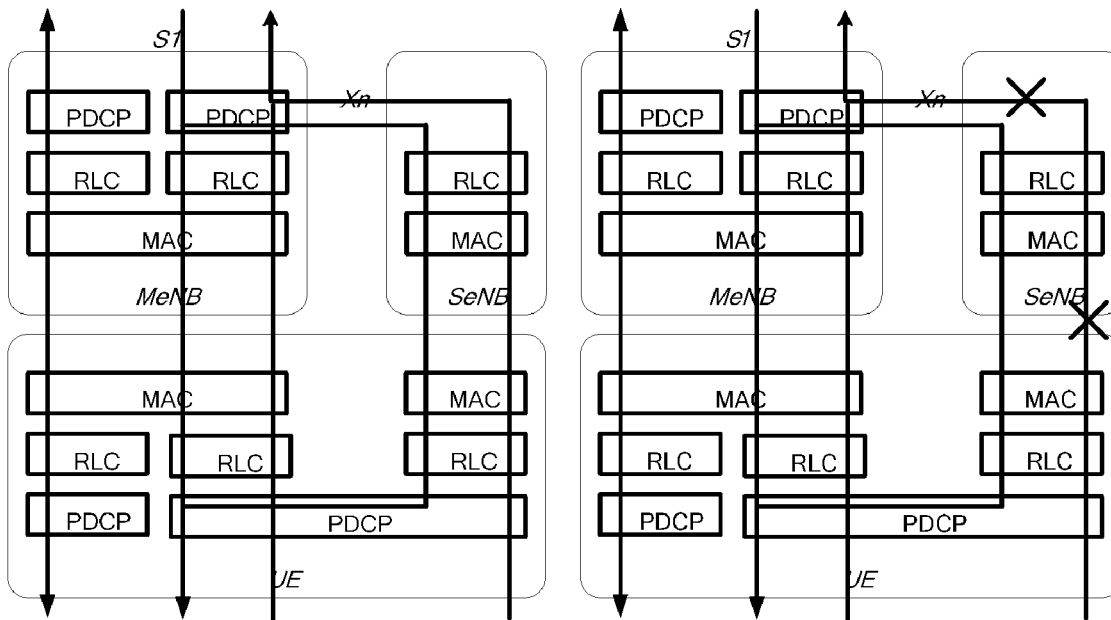 S1 S1
Xn Xn
PDCP PDCP PDCP PDCP
RLC RLC RLC RLC RLC RLC
MAC MAC MAC MAC
MeNB SeNB MeNB SeNB
MAC MAC MAC MAC
RLC RLC RLC RLC RLC RLC
PDCP PDCP PDCP PDCP
UE UE